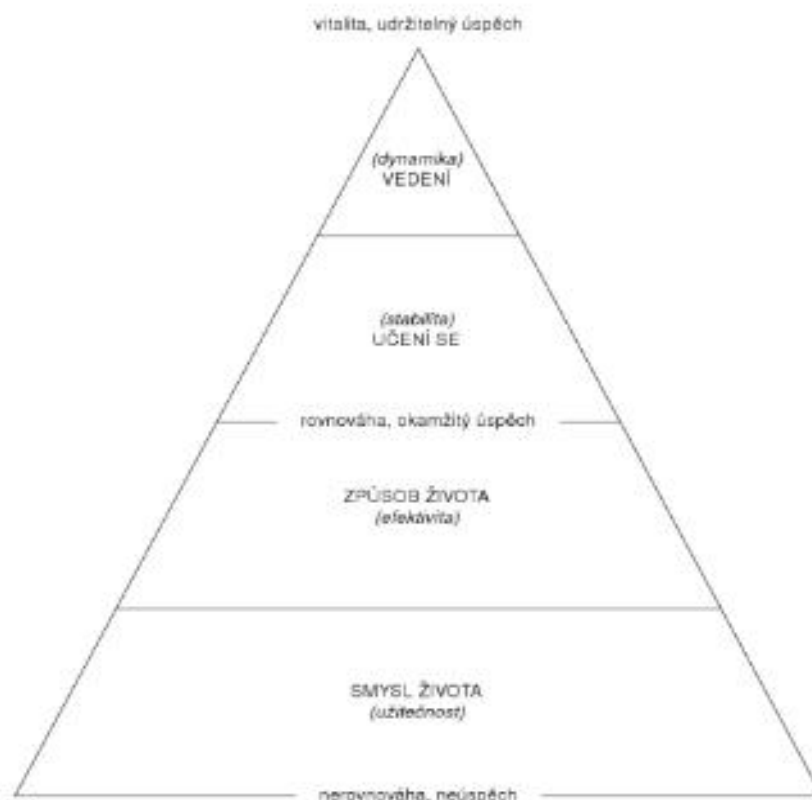 vitalita, udržitelný úspěch
(dynamika)
VEDENÍ
(stabilita)
UČENÍ SE
rovnováha, okamžitý úspěch
ZPŮSOB ŽIVOTA
(efektivita)
SMYSL ŽIVOTA
(užitečnost)
nerovnováha, neúspěch